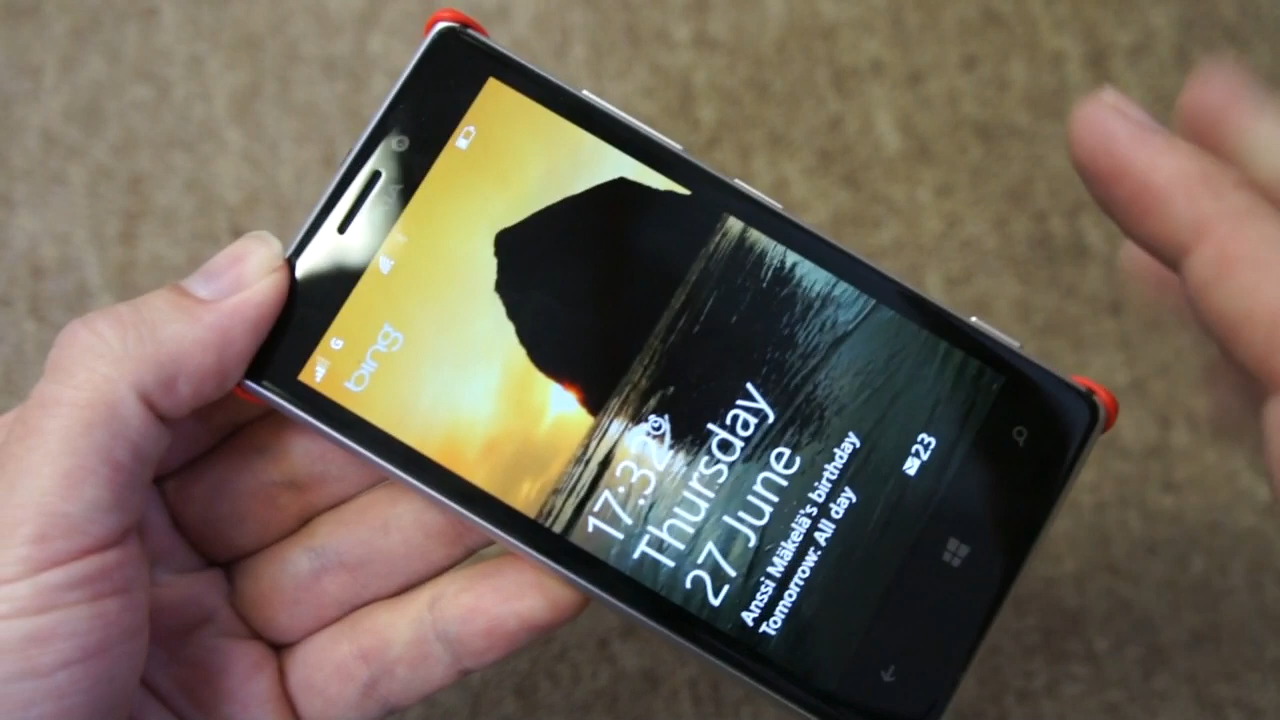 G
bing
17:32
Thursday
27 June
Anssi Mäkelä's birthday
Tomorrow: All day
23